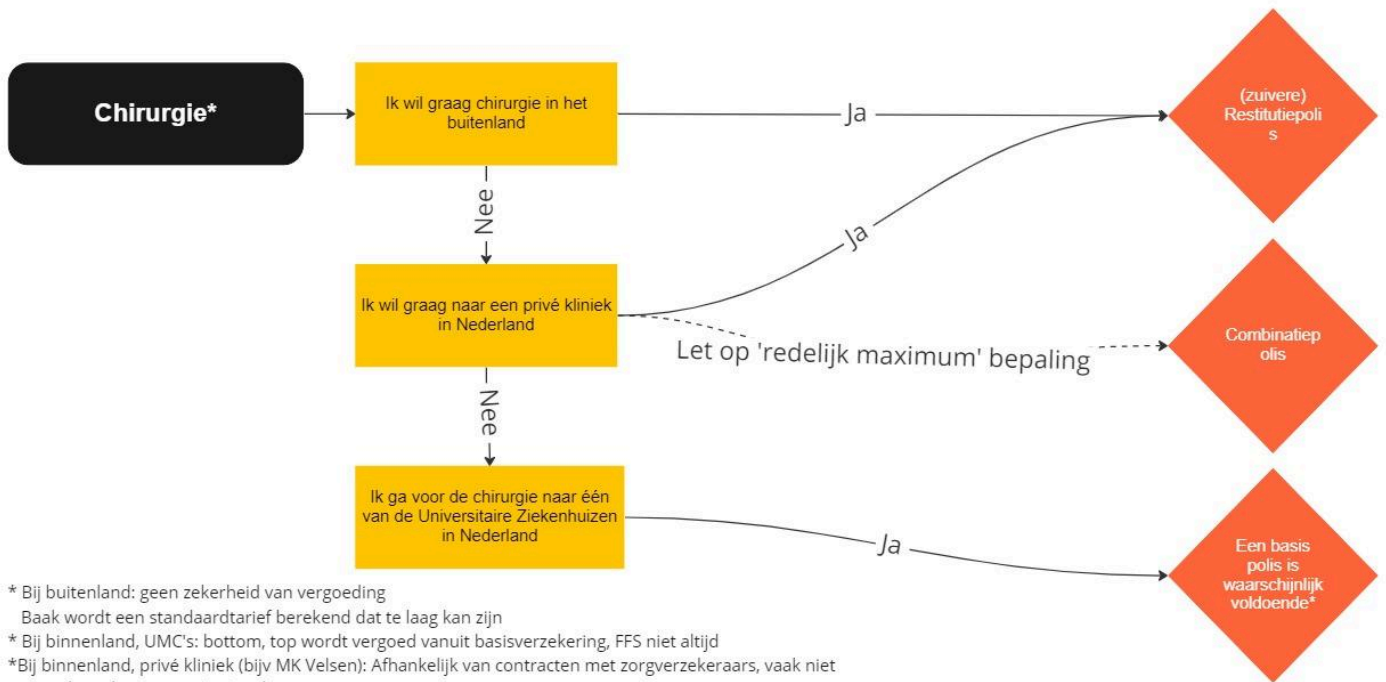 Chirurgie*
Ik wil graag chirurgie in het
buitenland
Ja
(zuivere)
Restitutiepoli
s
Nee
Ja
Ik wil graag naar een privé kliniek
in Nederland
Let op 'redelijk maximum' bepaling
Combinatiep
olis
Nee
Ik ga voor de chirurgie naar één
van de Universitaire Ziekenhuizen
in Nederland
Ja
Een basis
polis is
waarschijnlijk
voldoende*
* Bij buitenland: geen zekerheid van vergoeding
Baak wordt een standaardtarief berekend dat te laag kan zijn
* Bij binnenland, UMC's: bottom, top wordt vergoed vanuit basisverzekering, FFS niet altijd
*Bij binnenland, privé kliniek (bijv MK Velsen): Afhankelijk van contracten met zorgverzekeraars, vaak niet